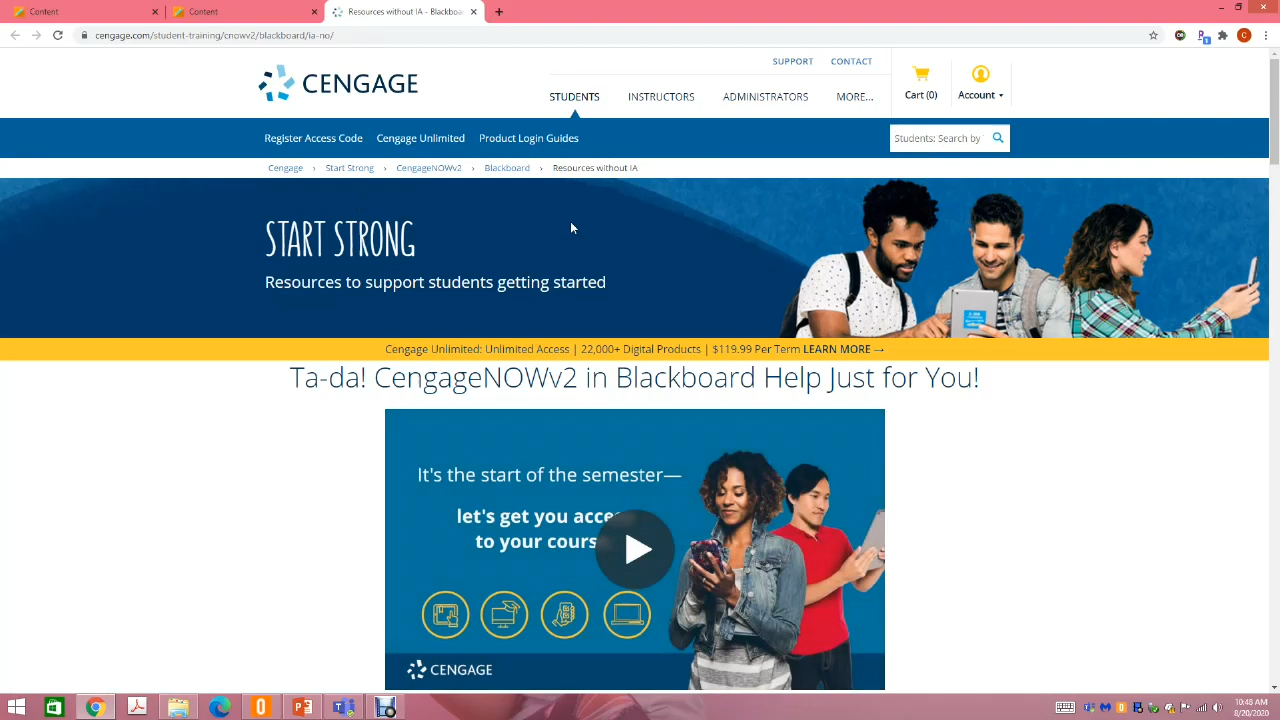 Content
Content
Resources without IA - Blackboa
cengage.com/student-training/cnowv2/blackboard/ia-no/
SUPPORT CONTACT
CENGAGE
STUDENTS INSTRUCTORS ADMINISTRATORS MORE...
Cart (0)
Account
Register Access Code Cengage Unlimited Product Login Guides
Students: Search by
Cengage › Start Strong › CengageNOWv2 › Blackboard › Resources without IA
START STRONG
Resources to support students getting started
Cengage Unlimited: Unlimited Access | 22,000+ Digital Products | $119.99 Per Term LEARN MORE →
Ta-da! CengageNOWv2 in Blackboard Help Just for You!
It's the start of the semester—
let's get you acce
to your cours
CENGAGE
10:48 AM
8/20/2020